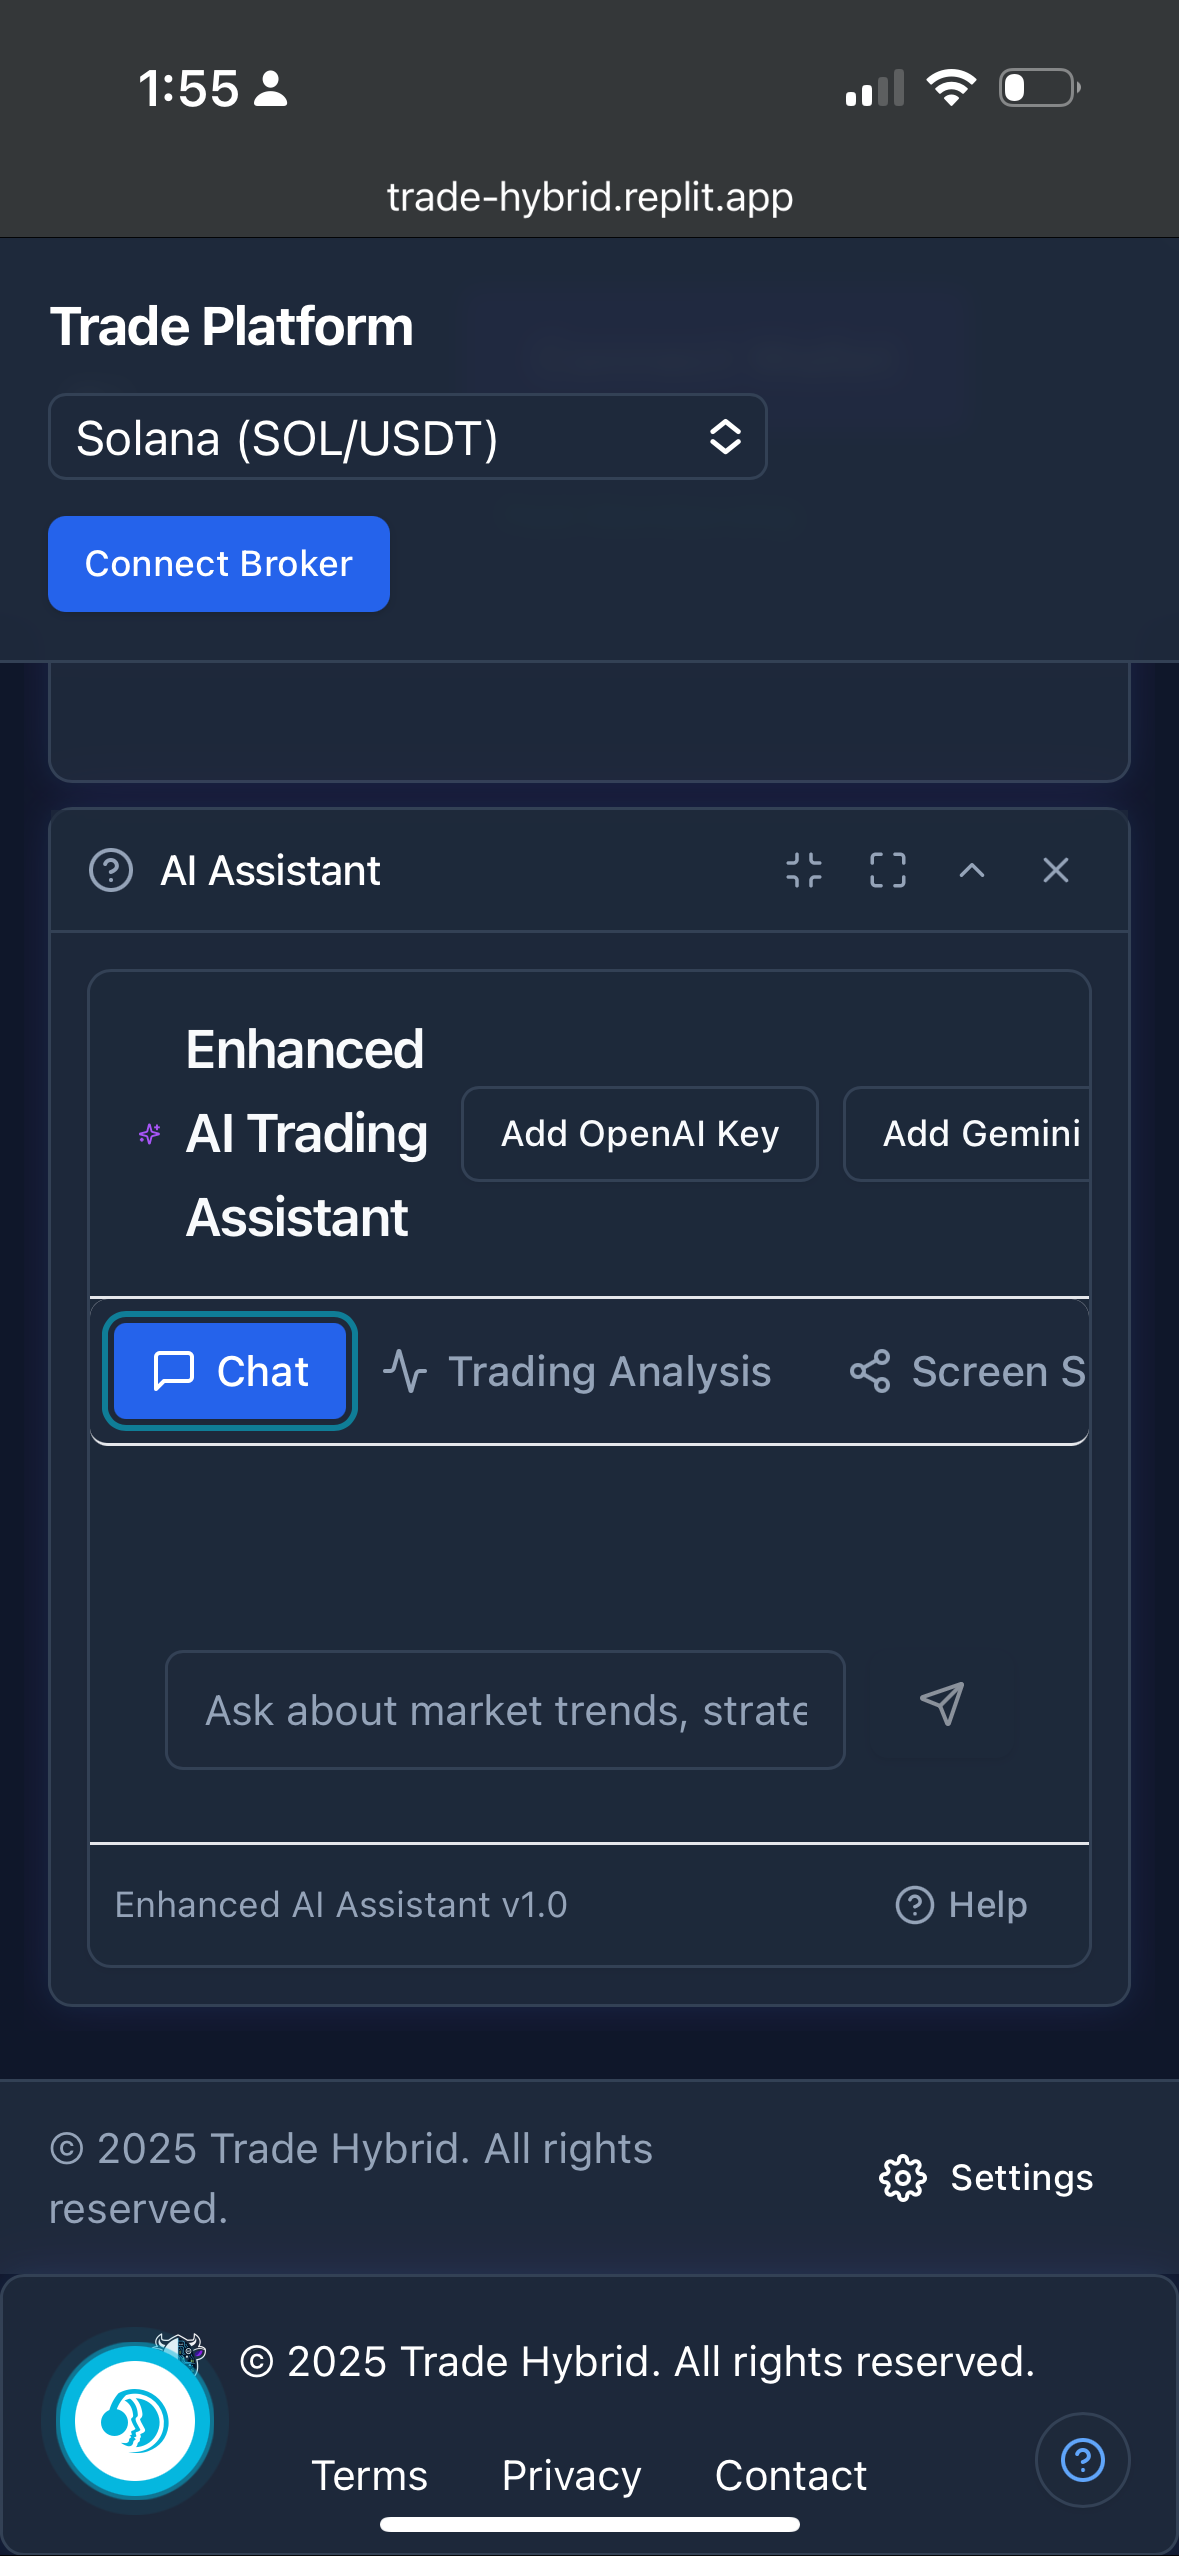 1:55
trade-hybrid.replit.app
Trade Platform
Solana (SOL/USDT)
Connect Broker
AI Assistant
Enhanced
AI Trading
Assistant
Add OpenAI Key
Add Gemini
Chat
Trading Analysis
Screen S
Ask about market trends, strate
Enhanced AI Assistant v1.0
Help
© 2025 Trade Hybrid. All rights
reserved.
Settings
© 2025 Trade Hybrid. All rights reserved.
Terms
Privacy
Contact